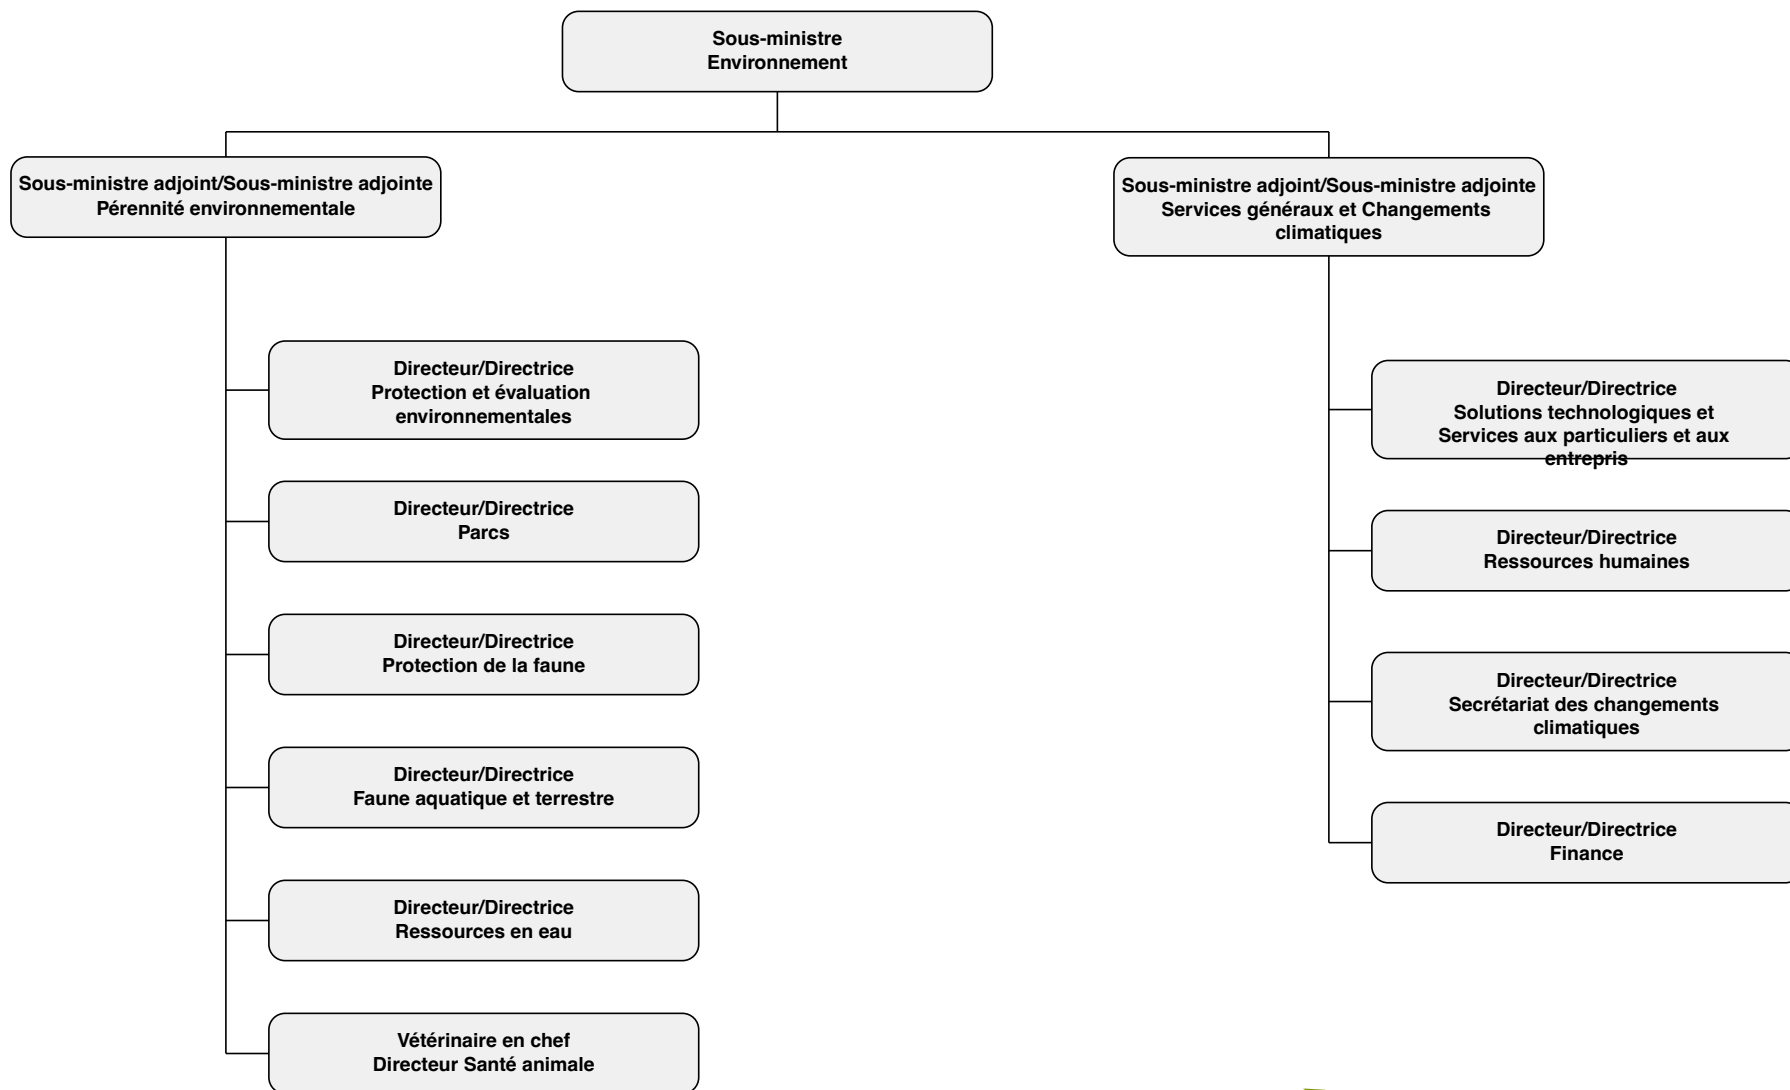 Sous-ministre
Environnement
Sous-ministre adjoint/Sous-ministre adjointe
Pérennité environnementale
Sous-ministre adjoint/Sous-ministre adjointe
Services généraux et Changements
climatiques
Directeur/Directrice
Protection et évaluation
environnementales
Directeur/Directrice
Parcs
Directeur/Directrice
Protection de la faune
Directeur/Directrice
Faune aquatique et terrestre
Directeur/Directrice
Ressources en eau
Vétérinaire en chef
Directeur Santé animale
Directeur/Directrice
Solutions technologiques et
Services aux particuliers et aux
entrepris
Directeur/Directrice
Ressources humaines
Directeur/Directrice
Secrétariat des changements
climatiques
Directeur/Directrice
Finance